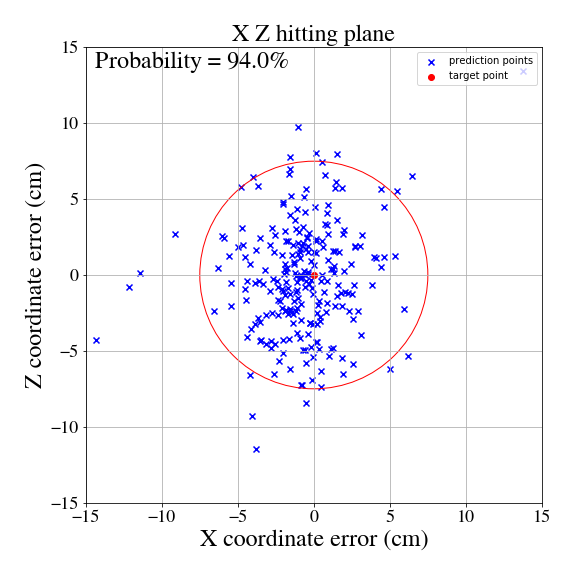 X Z hitting plane
Probability = 94.0%
prediction points
target point
15
10
5
0
−5
−10
−15
Z coordinate error (cm)
−15 −10 −5 0 5 10 15
X coordinate error (cm)